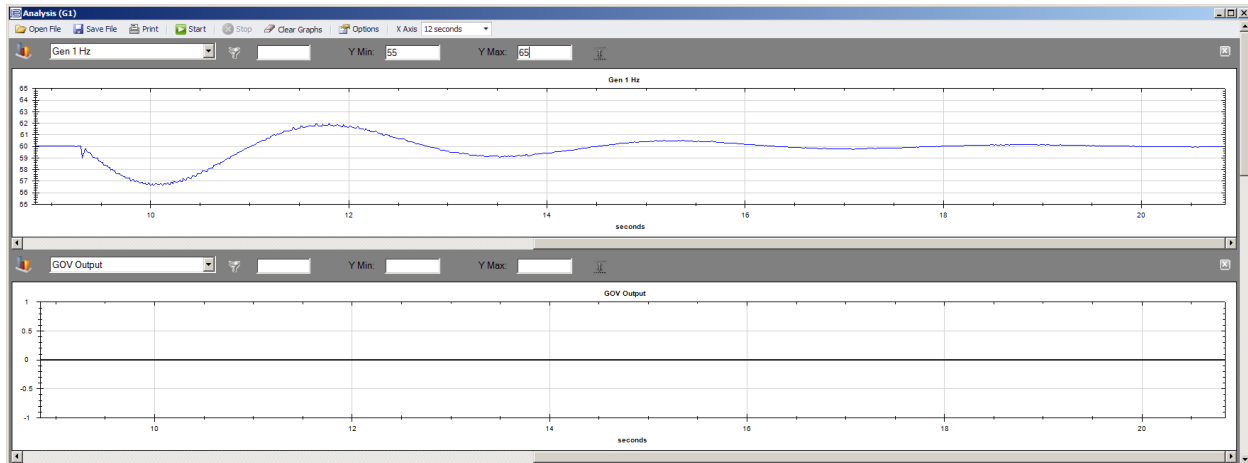 Analysis (G1)
Open File Save File Print Start Stop Clear Graphs Options X Axis 12 seconds
Gen 1 Hz Y Min: 55 Y Max: 65
Gen 1 Hz
65
64
63
62
61
60
59
58
57
56
55
10 12 14 16 18 20
seconds
GOV Output Y Min: Y Max:
GOV Output
1
0.5
0
-0.5
-1
10 12 14 16 18 20
seconds